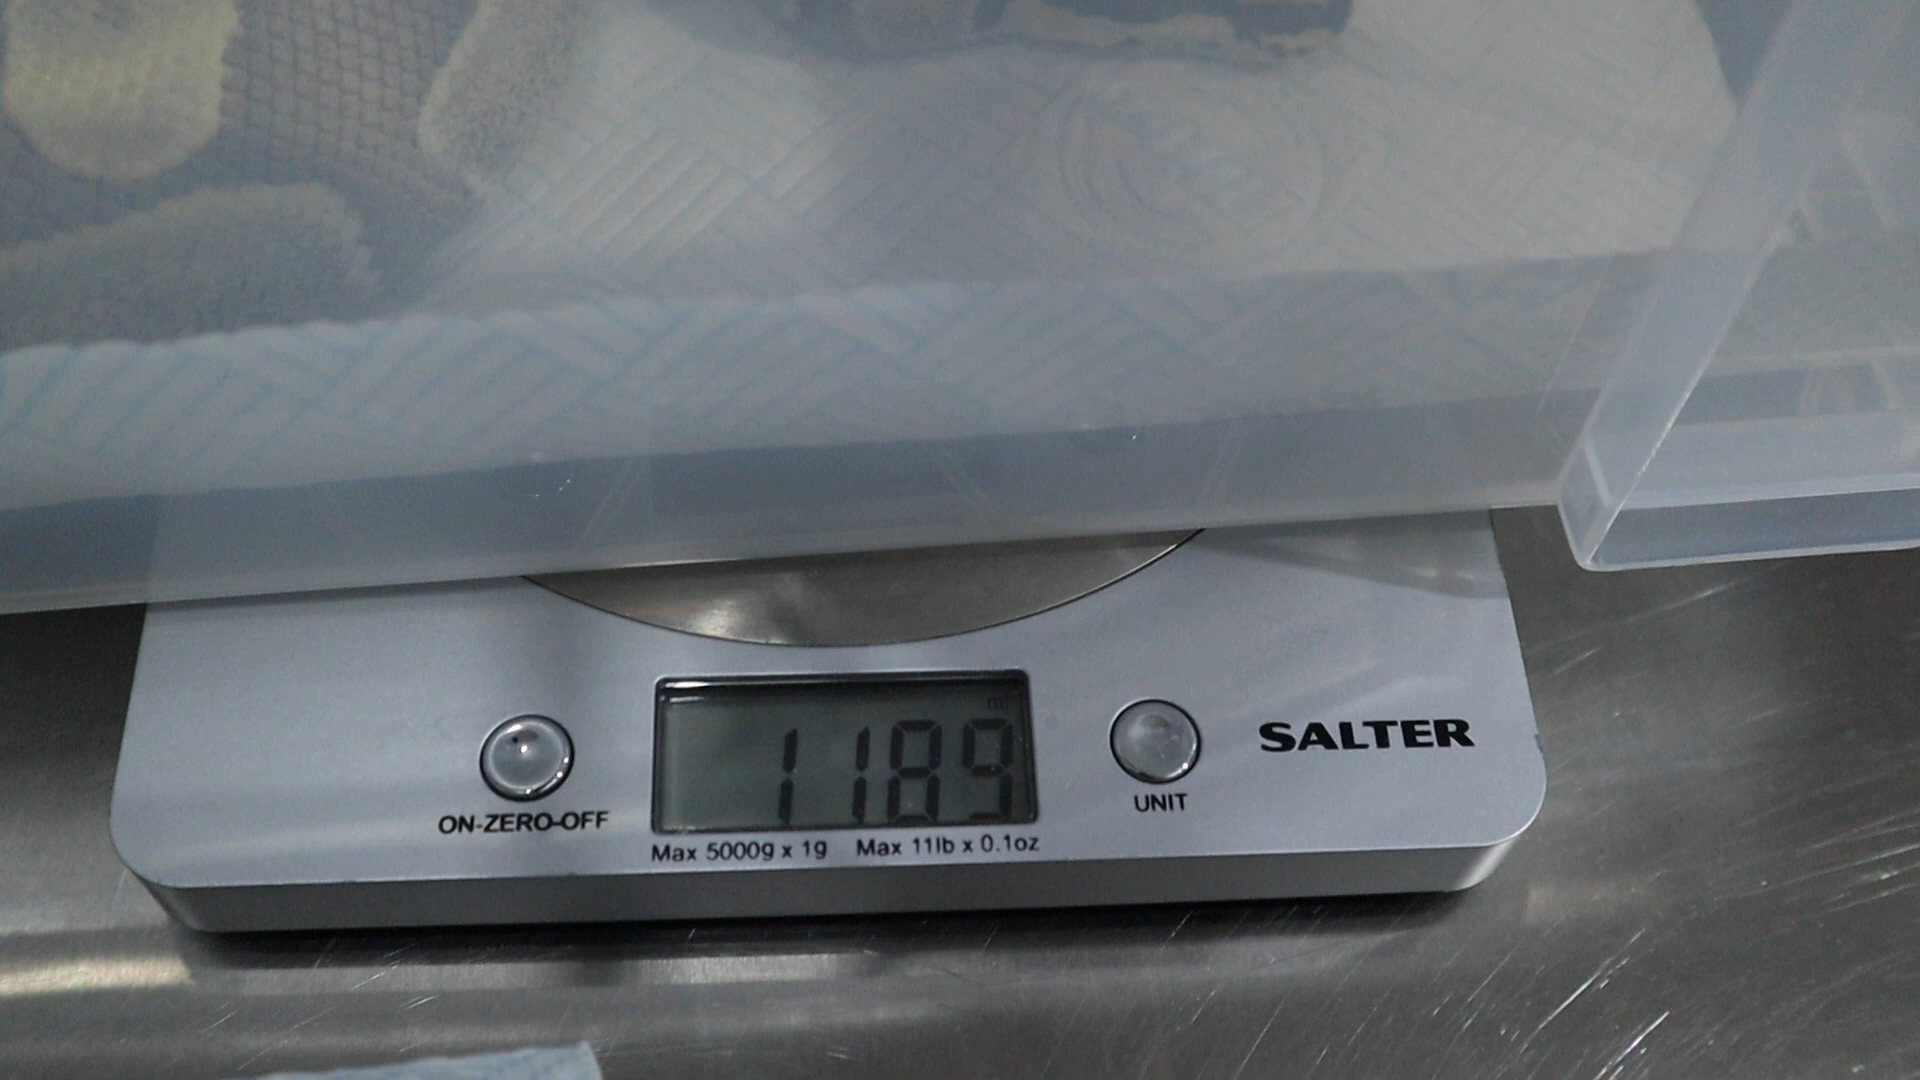 1189
SALTER
ON-ZERO-OFF
UNIT
Max 5000g x 1g Max 11lb x 0.1oz